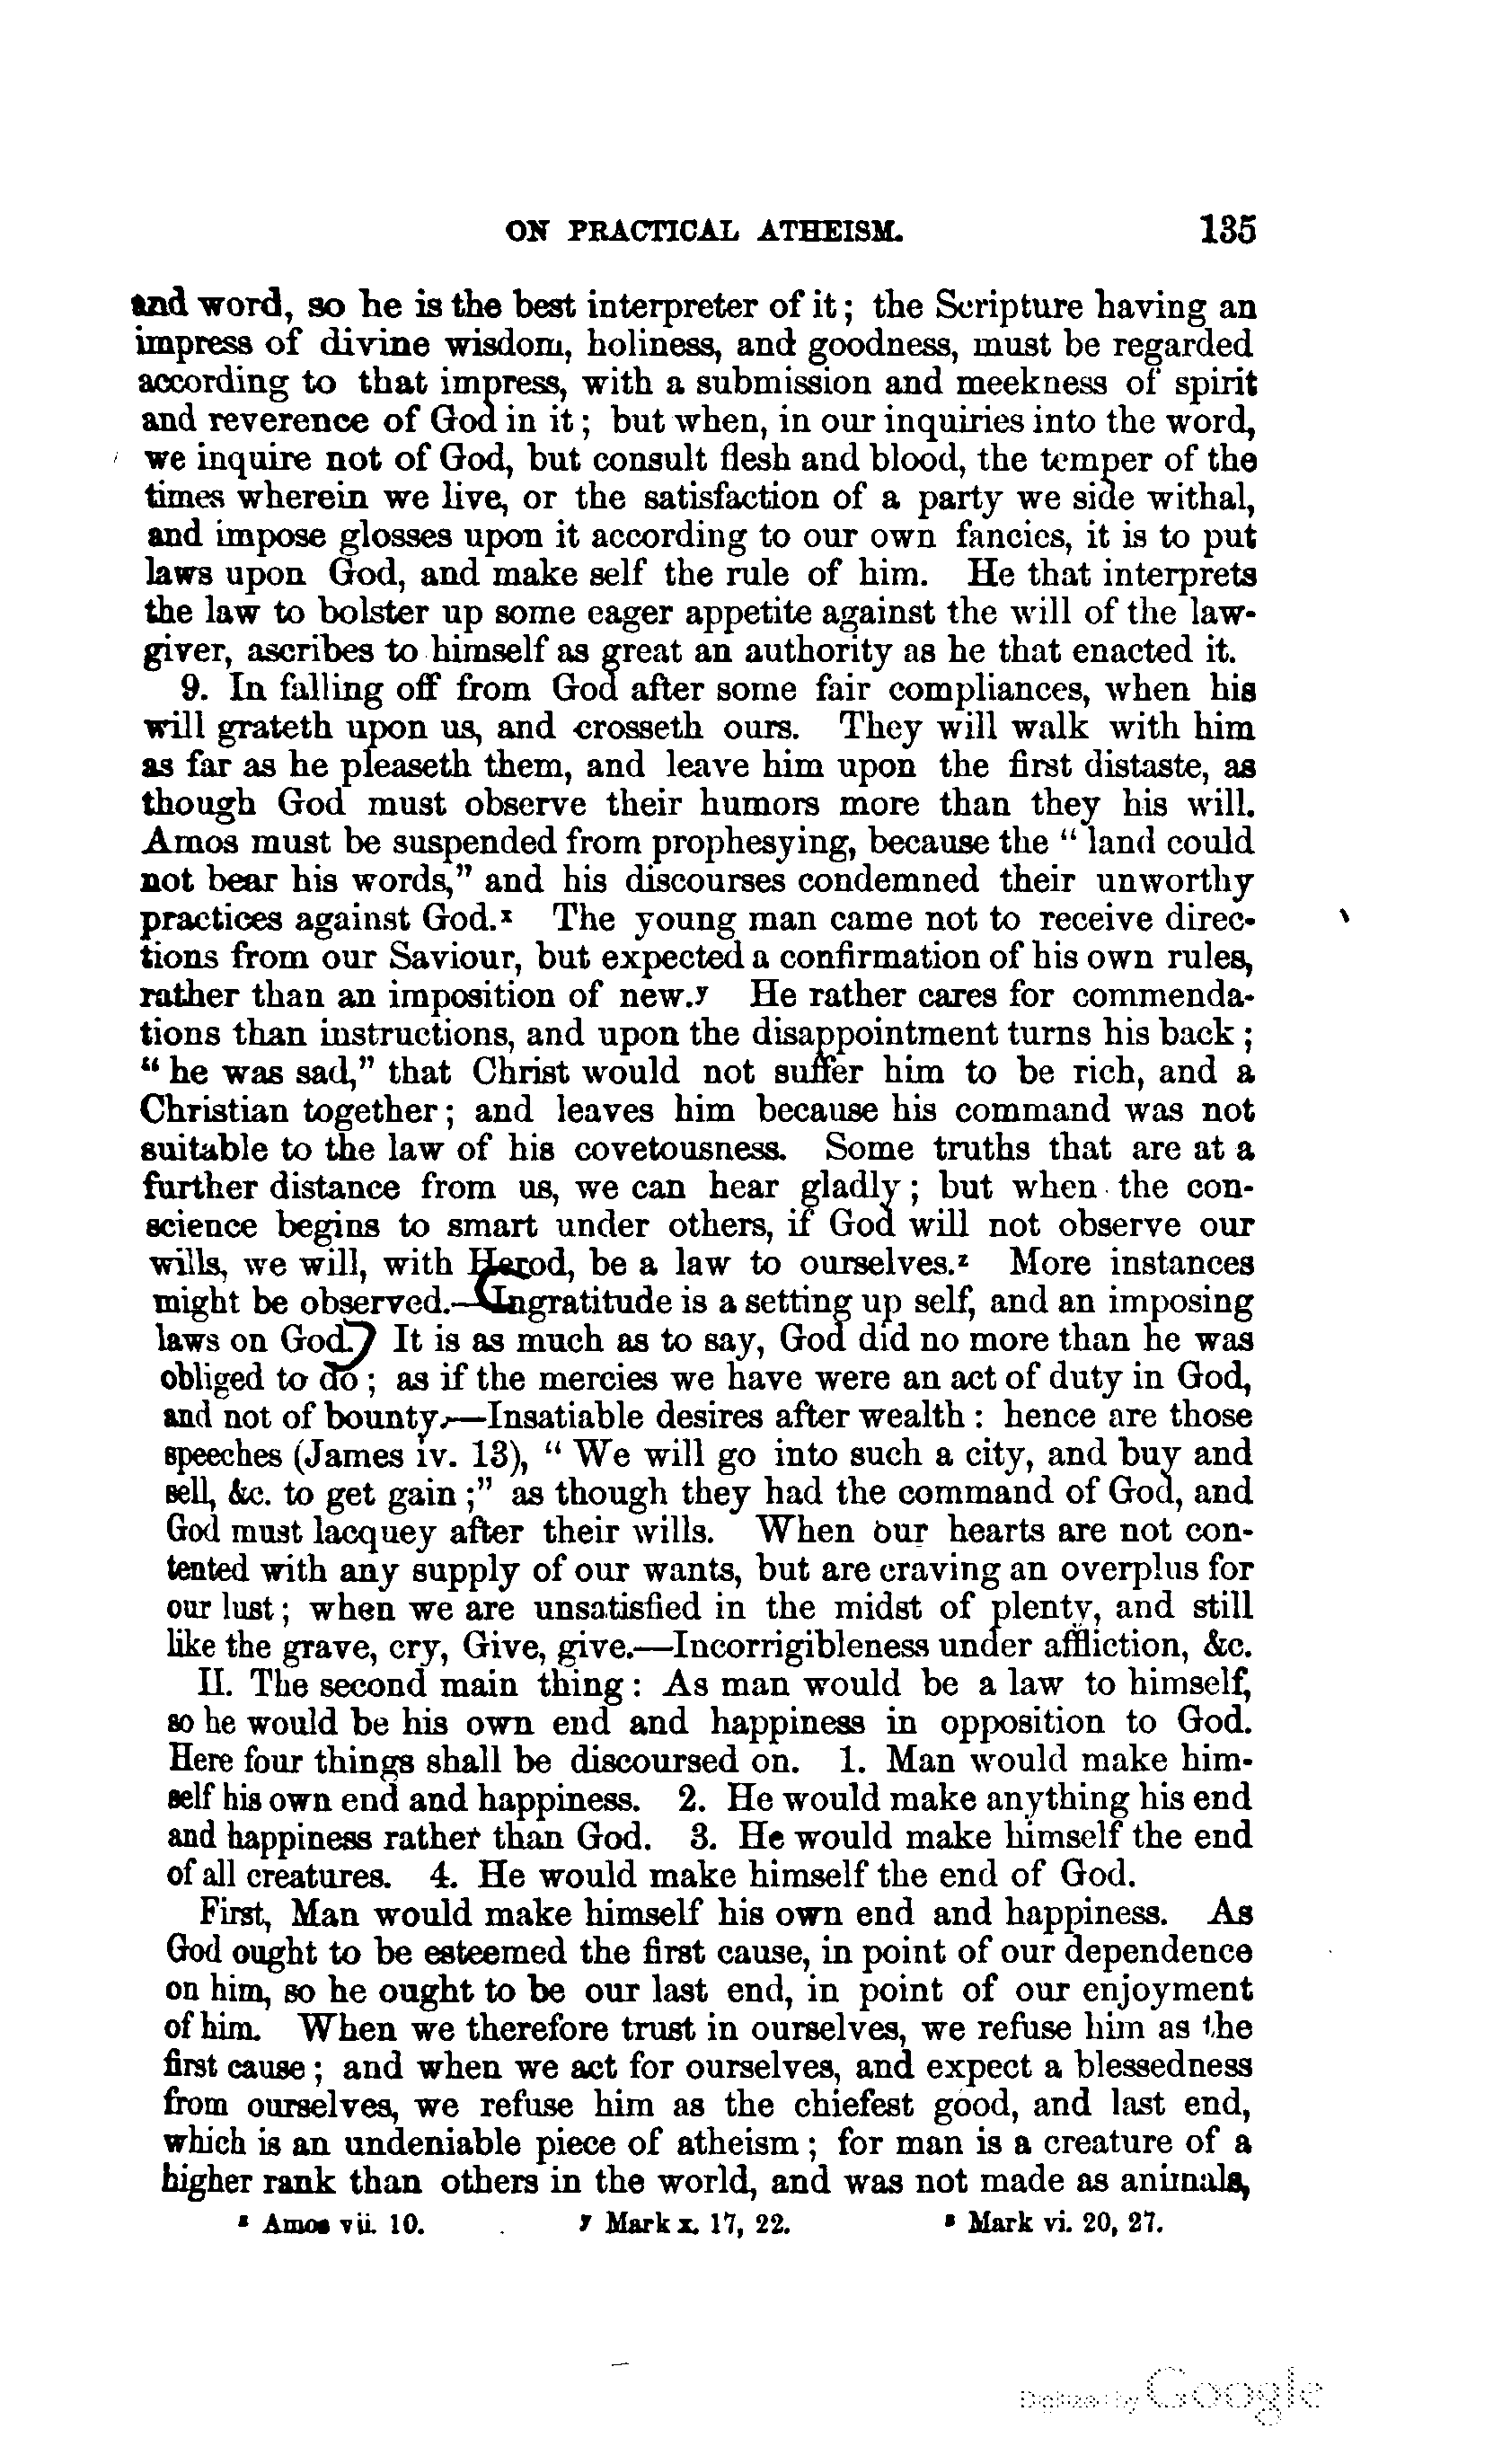 ON PRACTICAL ATHEISM. 135
and word, so he is the best interpreter of it; the Scripture having an
impress of divine wisdom, holiness, and goodness, must be regarded
according to that impress, with a submission and meekness of spirit
and reverence of God in it; but when, in our inquiries into the word,
we inquire not of God, but consult flesh and blood, the temper of the
times wherein we live, or the satisfaction of a party we side withal,
and impose glosses upon it according to our own fancies, it is to put
laws upon God, and make self the rule of him. He that interprets
the law to bolster up some eager appetite against the will of the law-
giver, ascribes to himself as great an authority as he that enacted it.
9. In falling off from God after some fair compliances, when his
will grateth upon us, and crosseth ours. They will walk with him
as far as he pleaseth them, and leave him upon the first distaste, as
though God must observe their humors more than they his will.
Amos must be suspended from prophesying, because the “ land could
not bear his words,” and his discourses condemned their unworthy
practices against God.x The young man came not to receive direc-
tions from our Saviour, but expected a confirmation of his own rules,
rather than an imposition of new.y He rather cares for commenda-
tions than instructions, and upon the disappointment turns his back;
“ he was sad,” that Christ would not suffer him to be rich, and a
Christian together; and leaves him because his command was not
suitable to the law of his covetousness. Some truths that are at a
further distance from us, we can hear gladly; but when the con-
science begins to smart under others, if God will not observe our
wills, we will, with Herod, be a law to ourselves.z More instances
might be observed.—Ingratitude is a setting up self, and an imposing
laws on God. It is as much as to say, God did no more than he was
obliged to do; as if the mercies we have were an act of duty in God,
and not of bounty.—Insatiable desires after wealth: hence are those
speeches (James iv. 13), “ We will go into such a city, and buy and
sell, &c. to get gain;” as though they had the command of God, and
God must lacquey after their wills. When our hearts are not con-
tented with any supply of our wants, but are craving an overplus for
our lust; when we are unsatisfied in the midst of plenty, and still
like the grave, cry, Give, give.—Incorrigibleness under affliction, &c.
II. The second main thing: As man would be a law to himself,
so he would be his own end and happiness in opposition to God.
Here four things shall be discoursed on. 1. Man would make him-
self his own end and happiness. 2. He would make anything his end
and happiness rather than God. 3. He would make himself the end
of all creatures. 4. He would make himself the end of God.
First, Man would make himself his own end and happiness. As
God ought to be esteemed the first cause, in point of our dependence
on him, so he ought to be our last end, in point of our enjoyment
of him. When we therefore trust in ourselves, we refuse him as the
first cause; and when we act for ourselves, and expect a blessedness
from ourselves, we refuse him as the chiefest good, and last end,
which is an undeniable piece of atheism; for man is a creature of a
higher rank than others in the world, and was not made as animals,
x Amos vii. 10. y Mark x. 17, 22. z Mark vi. 20, 27.
Digitized by Google